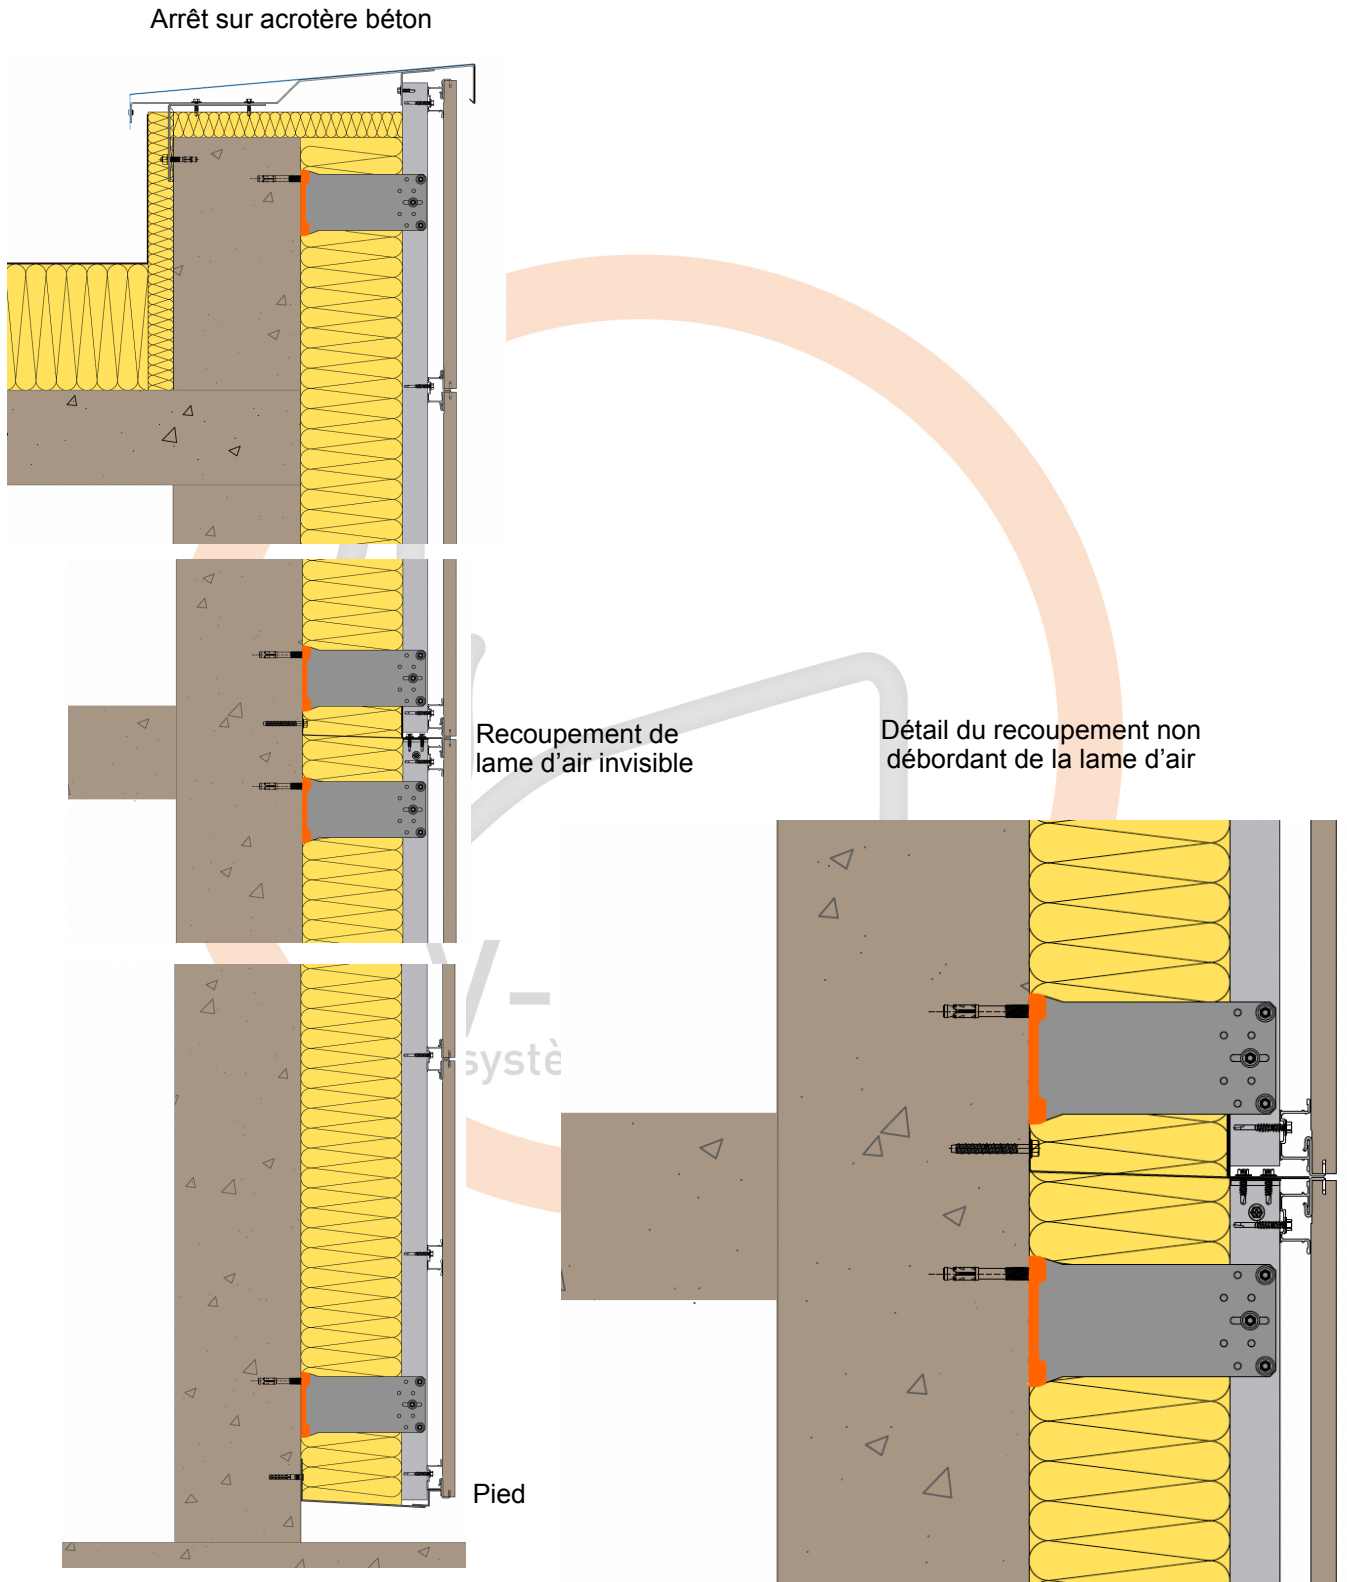 Arrêt sur acrotère béton
Recoupement de
lame d'air invisible
Détail du recoupement non
débordant de la lame d'air
V-
systè
Pied